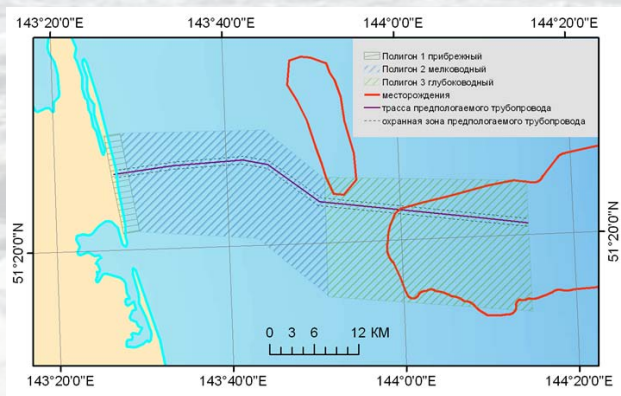 143°20'0"E 143°40'0"E 144°0'0"E 144°20'0"E
Полигон 1 прибрежный
Полигон 2 мелководный
Полигон 3 глубоководный
месторождения
трасса предпологаемого трубопровода
охранная зона предпологаемого трубопровода
51°20'0"N 51°20'0"N
0 3 6 12 КМ
143°20'0"E 143°40'0"E 144°0'0"E 144°20'0"E